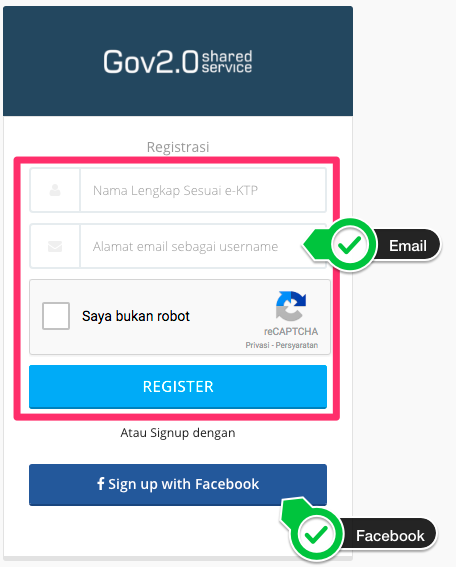 Gov2.0 shared service
Registrasi
Nama Lengkap Sesuai e-KTP
Alamat email sebagai username
Email
Saya bukan robot
reCAPTCHA
Privasi - Persyaratan
REGISTER
Atau Signup dengan
f Sign up with Facebook
Facebook